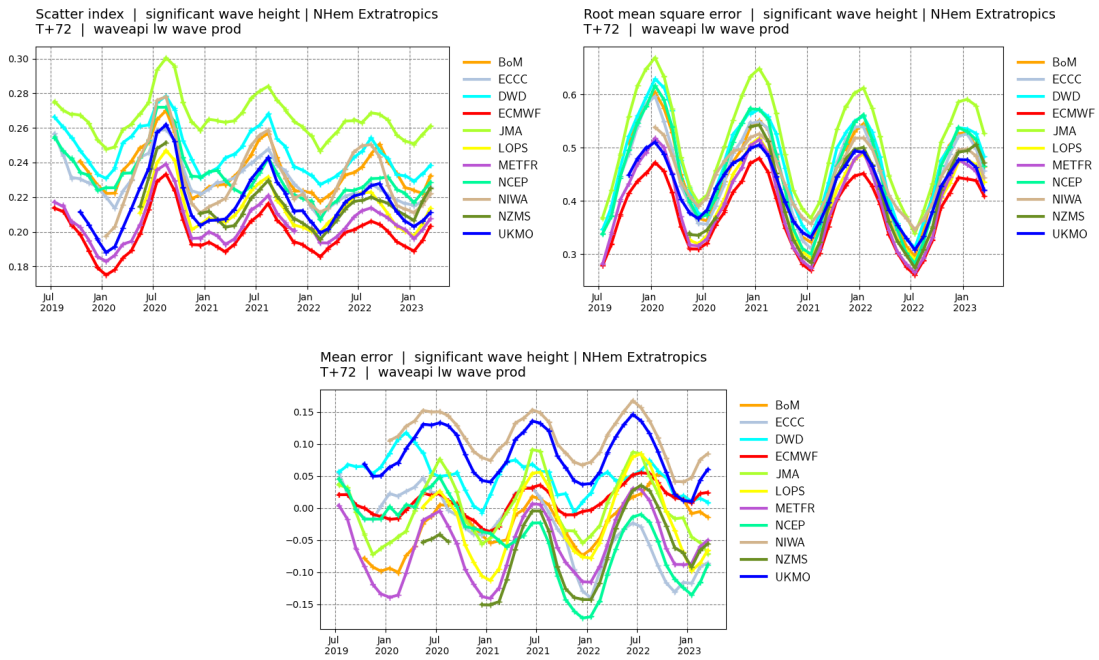 Scatter index | significant wave height | NHem Extratropics
T+72 | waveapi lw wave prod
0.30
0.28
0.26
0.24
0.22
0.20
0.18
Jul 2019
Jan 2020
Jul 2020
Jan 2021
Jul 2021
Jan 2022
Jul 2022
Jan 2023
BoM
ECCC
DWD
ECMWF
JMA
LOPS
METFR
NCEP
NIWA
NZMS
UKMO
Root mean square error | significant wave height | NHem Extratropics
T+72 | waveapi lw wave prod
0.6
0.5
0.4
0.3
Jul 2019
Jan 2020
Jul 2020
Jan 2021
Jul 2021
Jan 2022
Jul 2022
Jan 2023
BoM
ECCC
DWD
ECMWF
JMA
LOPS
METFR
NCEP
NIWA
NZMS
UKMO
Mean error | significant wave height | NHem Extratropics
T+72 | waveapi lw wave prod
0.15
0.10
0.05
0.00
−0.05
−0.10
−0.15
Jul 2019
Jan 2020
Jul 2020
Jan 2021
Jul 2021
Jan 2022
Jul 2022
Jan 2023
BoM
ECCC
DWD
ECMWF
JMA
LOPS
METFR
NCEP
NIWA
NZMS
UKMO